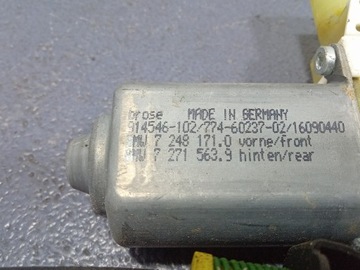 brose MADE IN GERMANY
914546-102/774-60237-02/16090440
BMW 7 248 171.0 vorne/front
BMW 7 271 563.9 hinten/rear